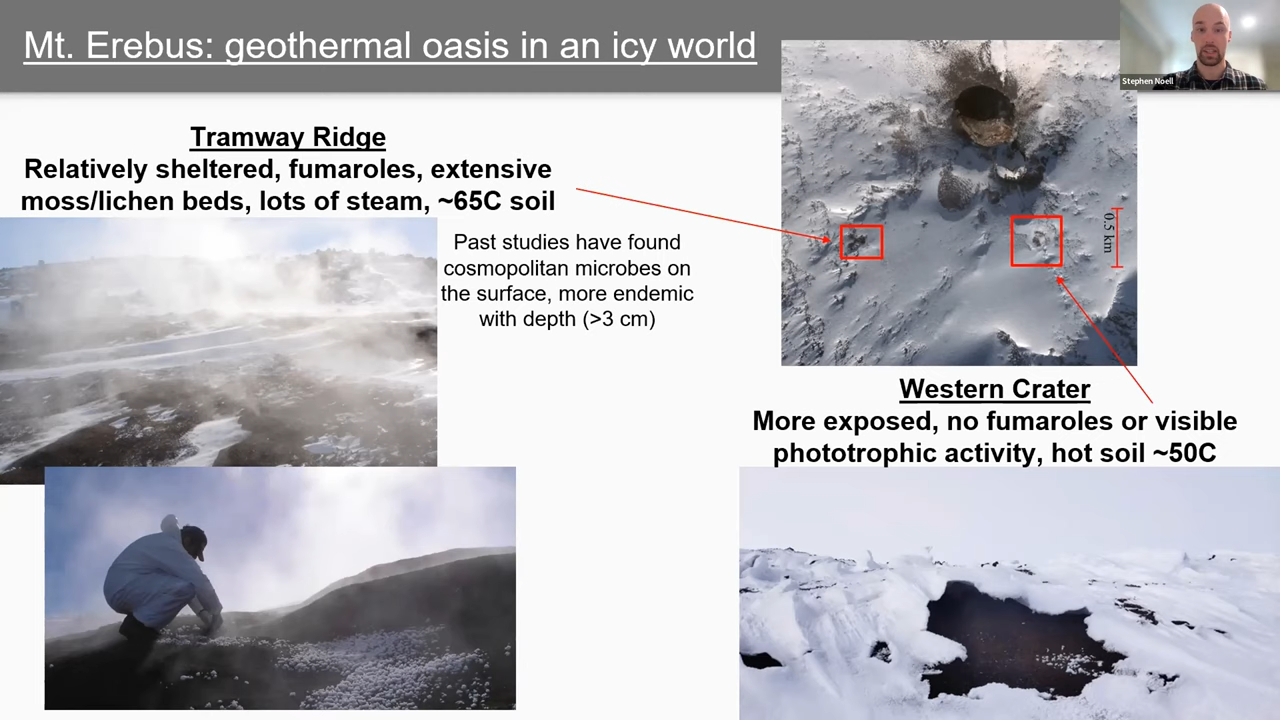 Mt. Erebus: geothermal oasis in an icy world
Stephen Noell
Tramway Ridge
Relatively sheltered, fumaroles, extensive
moss/lichen beds, lots of steam, ~65C soil
Past studies have found
cosmopolitan microbes on
the surface, more endemic
with depth (>3 cm)
0.5 km
Western Crater
More exposed, no fumaroles or visible
phototrophic activity, hot soil ~50C